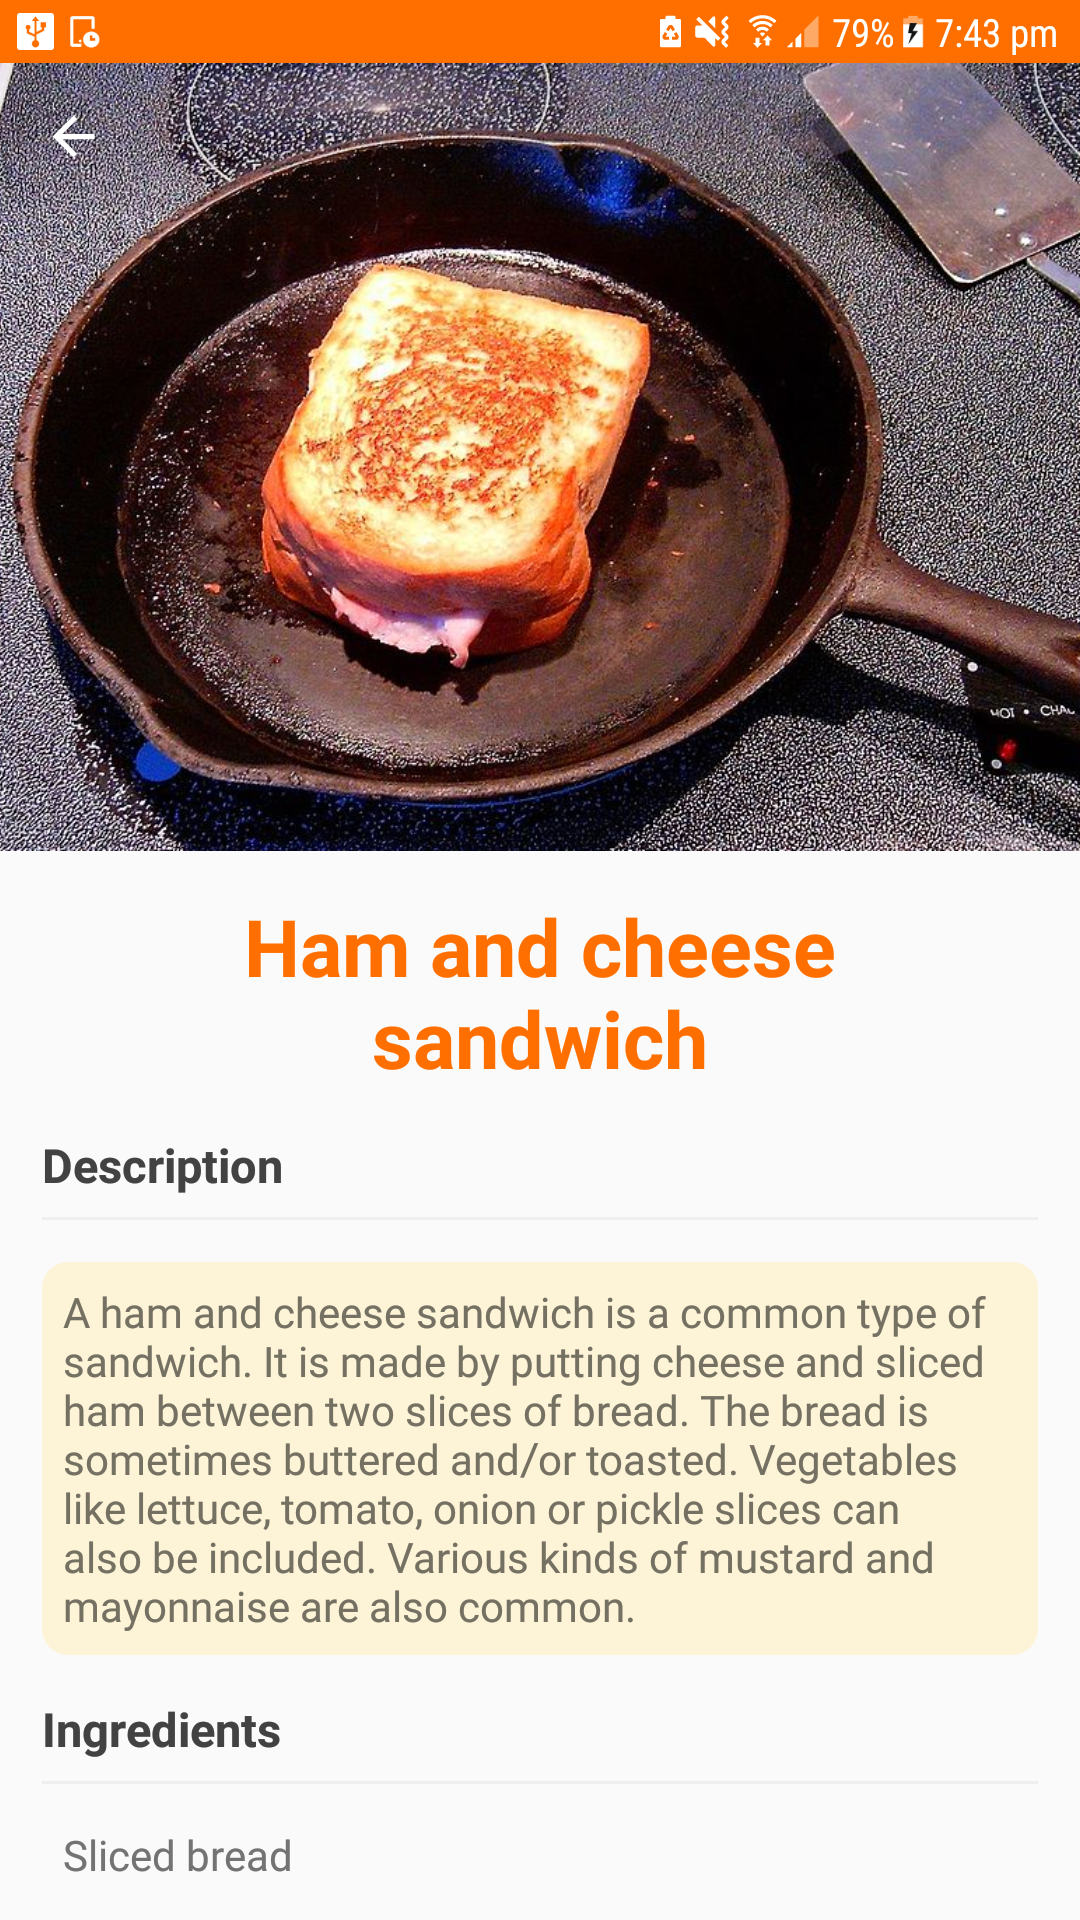 79% 7:43 pm
HOT • CHA
Ham and cheese
sandwich
Description
A ham and cheese sandwich is a common type of
sandwich. It is made by putting cheese and sliced
ham between two slices of bread. The bread is
sometimes buttered and/or toasted. Vegetables
like lettuce, tomato, onion or pickle slices can
also be included. Various kinds of mustard and
mayonnaise are also common.
Ingredients
Sliced bread